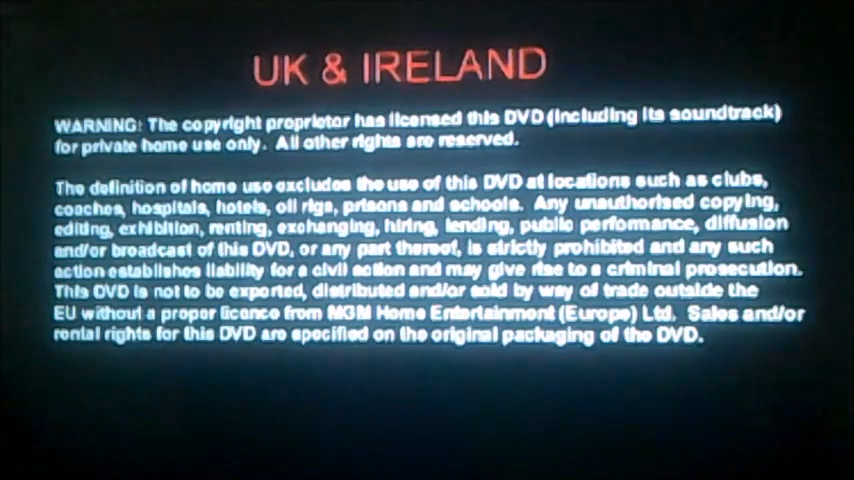 UK & IRELAND
WARNING: The copyright proprietor has licensed this DVD (including its soundtrack)
for private home use only. All other rights are reserved.
The definition of home use excludes the use of this DVD at locations such as clubs,
coaches, hospitals, hotels, oil rigs, prisons and schools. Any unauthorised copying,
editing, exhibition, renting, exchanging, hiring, lending, public performance, diffusion
and/or broadcast of this DVD, or any part thereof, is strictly prohibited and any such
action establishes liability for a civil action and may give rise to a criminal prosecution.
This DVD is not to be exported, distributed and/or sold by way of trade outside the
EU without a proper licence from MGM Home Entertainment (Europe) Ltd. Sales and/or
rental rights for this DVD are specified on the original packaging of the DVD.